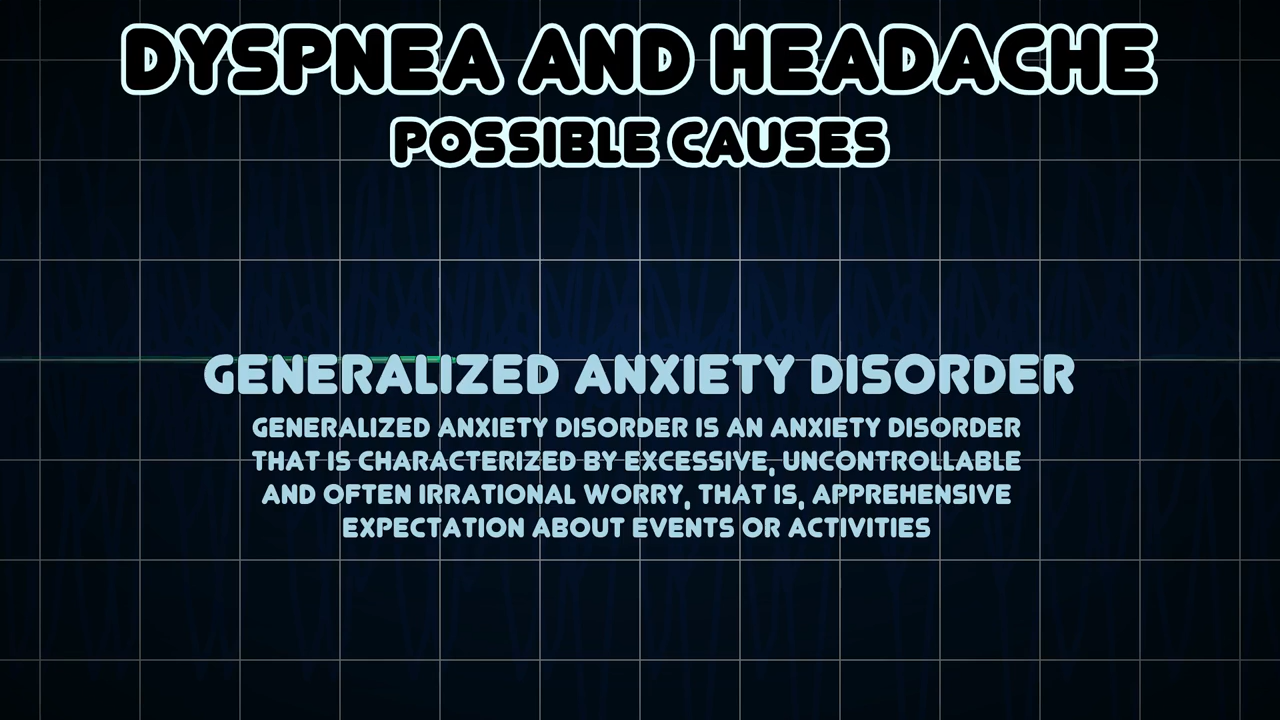 DYSPNEA AND HEADACHE
POSSIBLE CAUSES
GENERALIZED ANXIETY DISORDER
GENERALIZED ANXIETY DISORDER IS AN ANXIETY DISORDER
THAT IS CHARACTERIZED BY EXCESSIVE, UNCONTROLLABLE
AND OFTEN IRRATIONAL WORRY, THAT IS, APPREHENSIVE
EXPECTATION ABOUT EVENTS OR ACTIVITIES